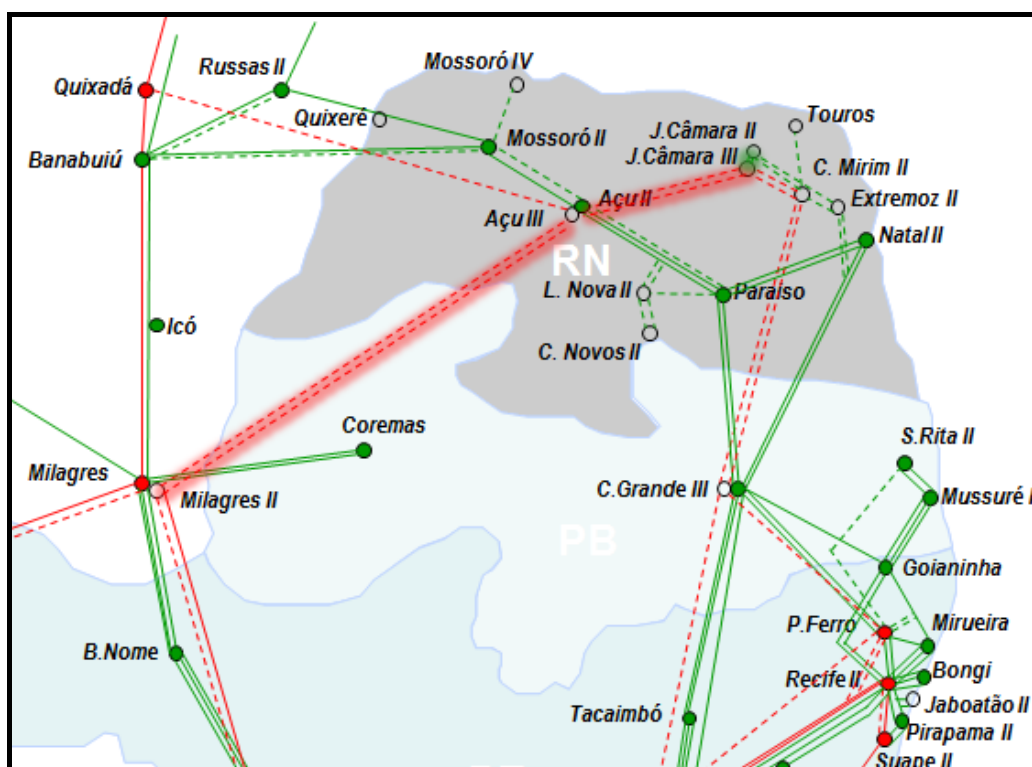 Mossoró IV
Russas II
Quixadá
Quixeré
Touros
J.Câmara II
Mossoró II
J.Câmara III
Banabuiú
C. Mirim II
Açu II
Extremoz II
Açu III
Natal II
RN
L. Nova II
Paraiso
Icó
C. Novos II
Coremas
S.Rita II
Milagres
C.Grande III
Milagres II
Mussuré I
PB
Goianinha
P.Ferro
Mirueira
B.Nome
Recife II
Bongi
Jaboatão II
Tacaimbó
Pirapama II
Suape II